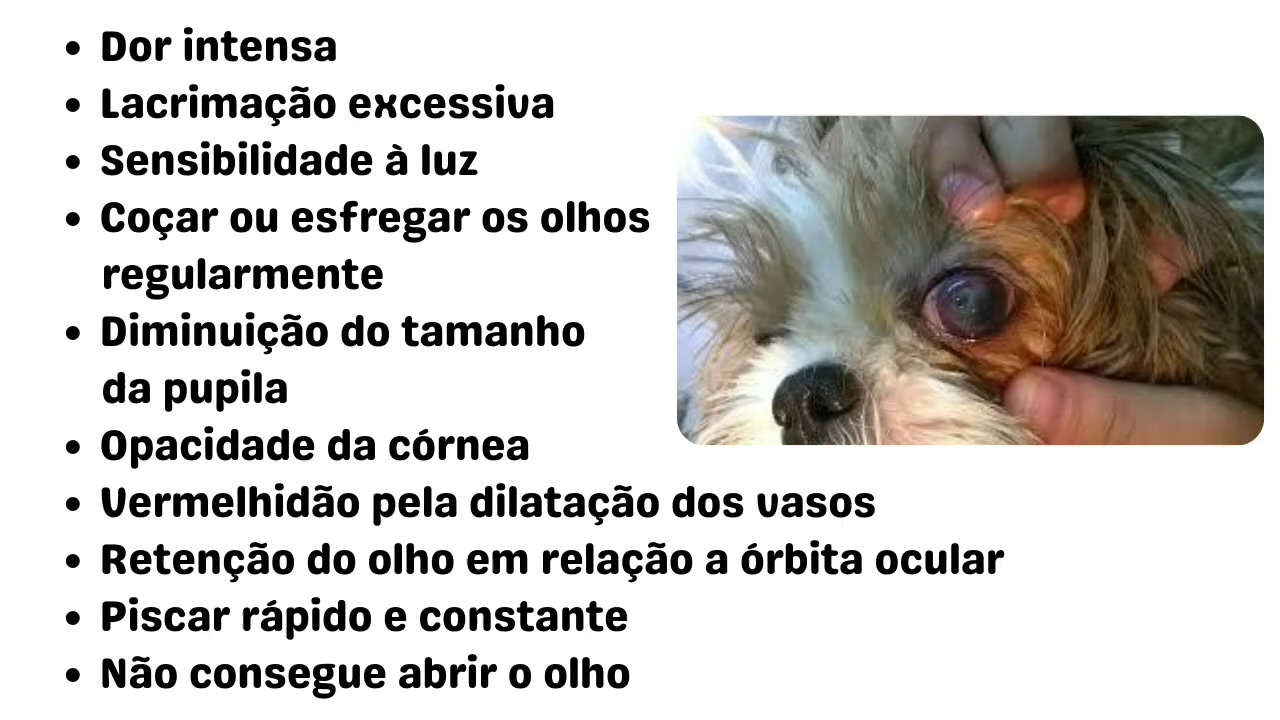 • Dor intensa
• Lacrimação excessiva
• Sensibilidade à luz
• Coçar ou esfregar os olhos
regularmente
• Diminuição do tamanho
da pupila
• Opacidade da córnea
• Vermelhidão pela dilatação dos vasos
• Retenção do olho em relação a órbita ocular
• Piscar rápido e constante
• Não consegue abrir o olho